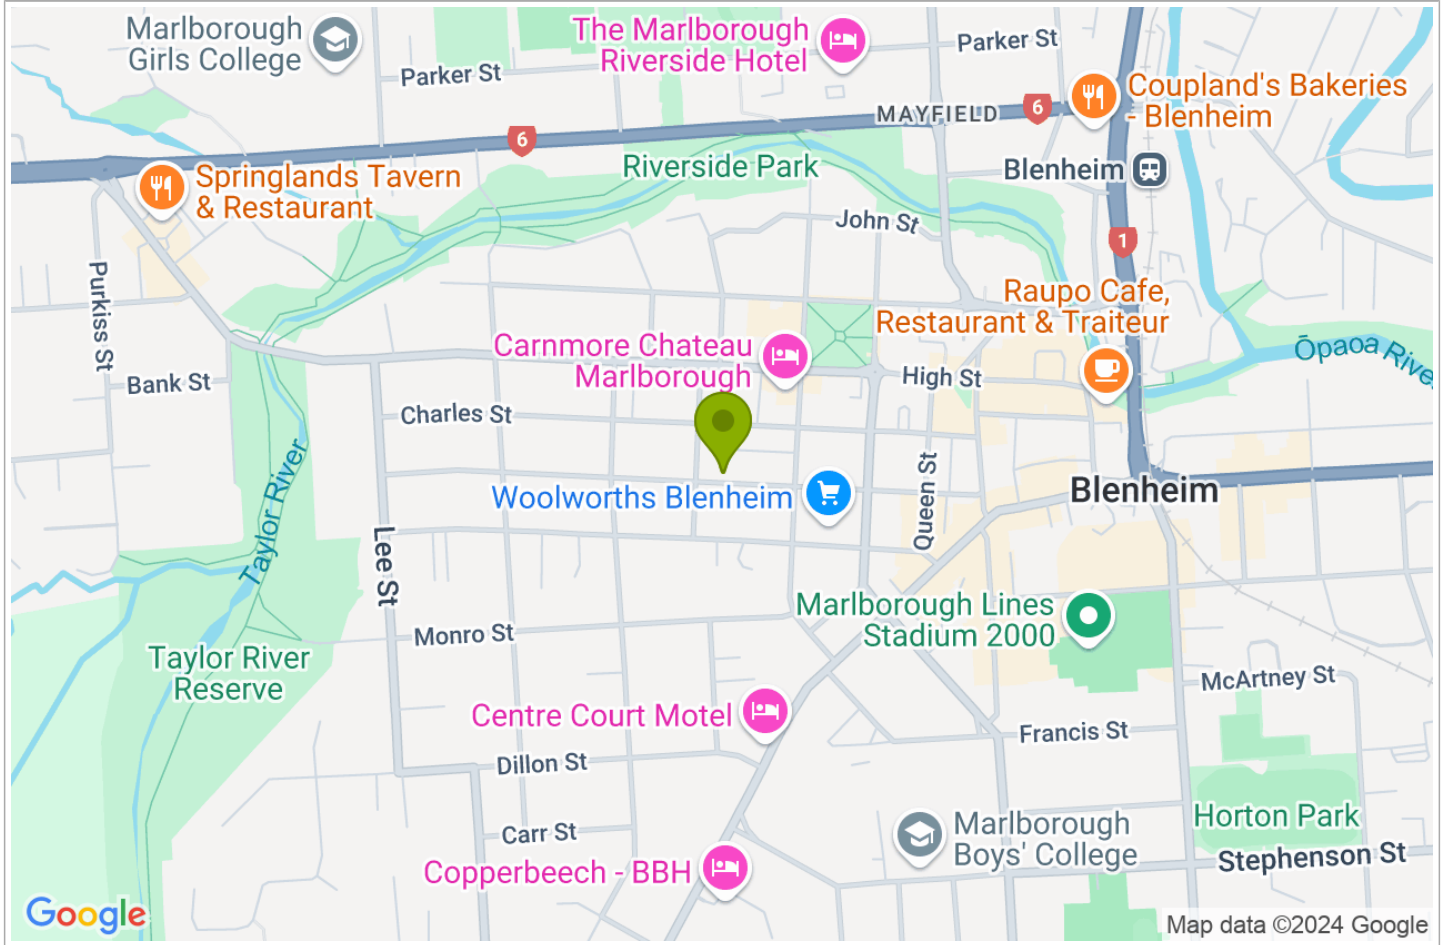 Marlborough
Girls College
The Marlborough
Riverside Hotel
Parker St
Parker St
Coupland's Bakeries
- Blenheim
MAYFIELD
6
6
Riverside Park
Blenheim
Springlands Tavern
& Restaurant
John St
1
Purkiss St
Raupo Cafe,
Restaurant & Traiteur
Carnmore Chateau
Marlborough
Ōpaoa River
Bank St
High St
Charles St
Taylor River
Woolworths Blenheim
Queen St
Blenheim
Lee St
Marlborough Lines
Stadium 2000
Monro St
Taylor River
Reserve
McArtney St
Centre Court Motel
Francis St
Dillon St
Horton Park
Carr St
Marlborough
Boys' College
Stephenson St
Copperbeech - BBH
Google
Map data ©2024 Google